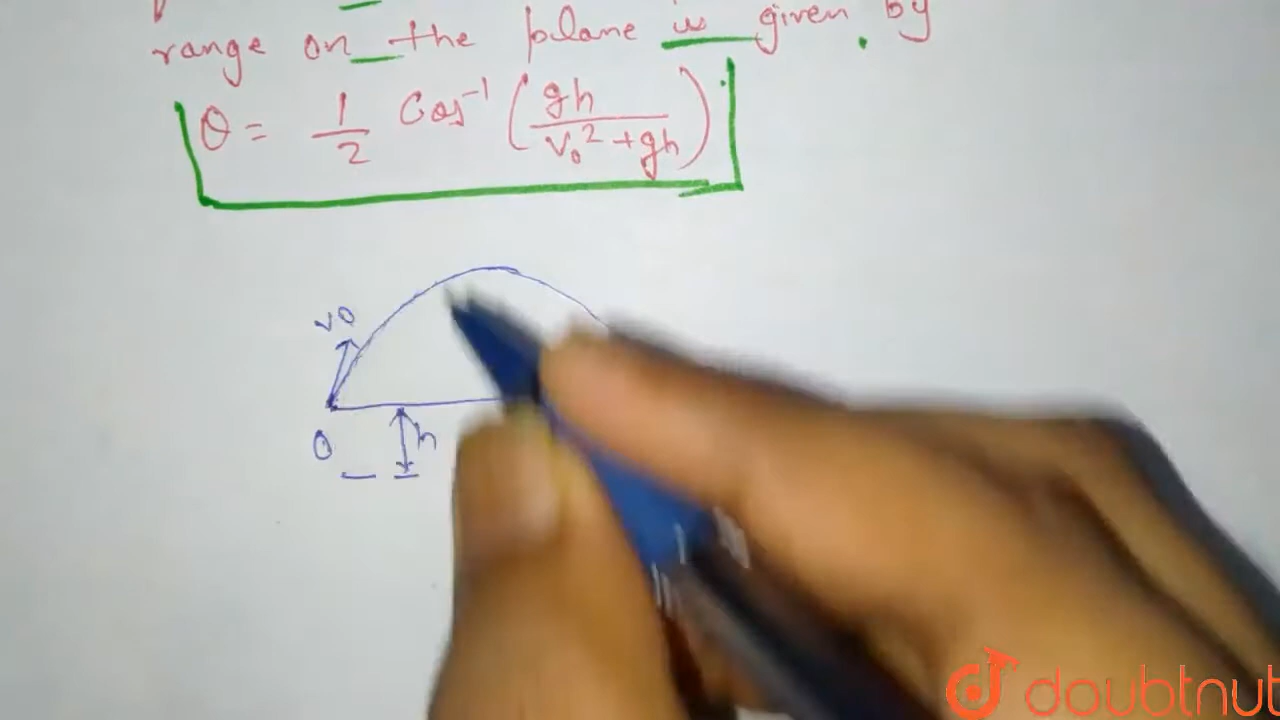 range on the plane is given by
θ = 1/2 Cos⁻¹ (gh / V₀² + gh)
v0
h
O
doubtnut